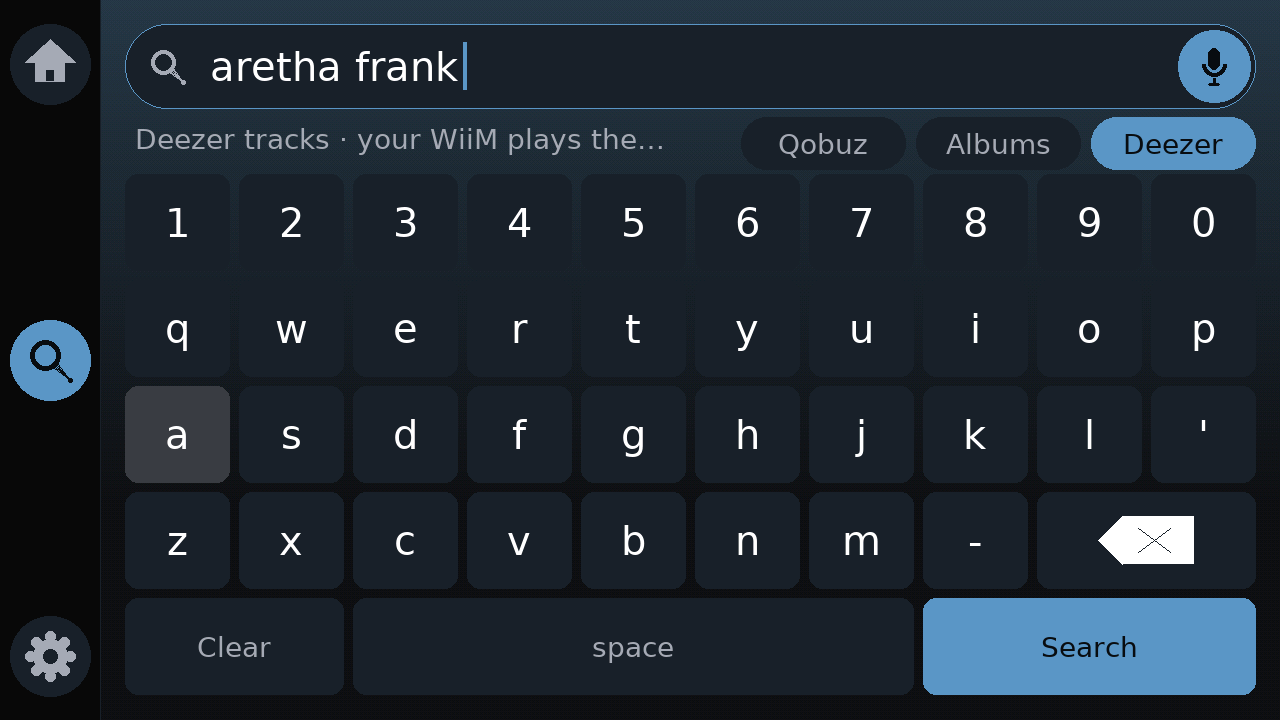 aretha frank
Deezer tracks · your WiiM plays the…
Qobuz Albums Deezer
1 2 3 4 5 6 7 8 9 0
q w e r t y u i o p
a s d f g h j k l '
z x c v b n m -
Clear space Search